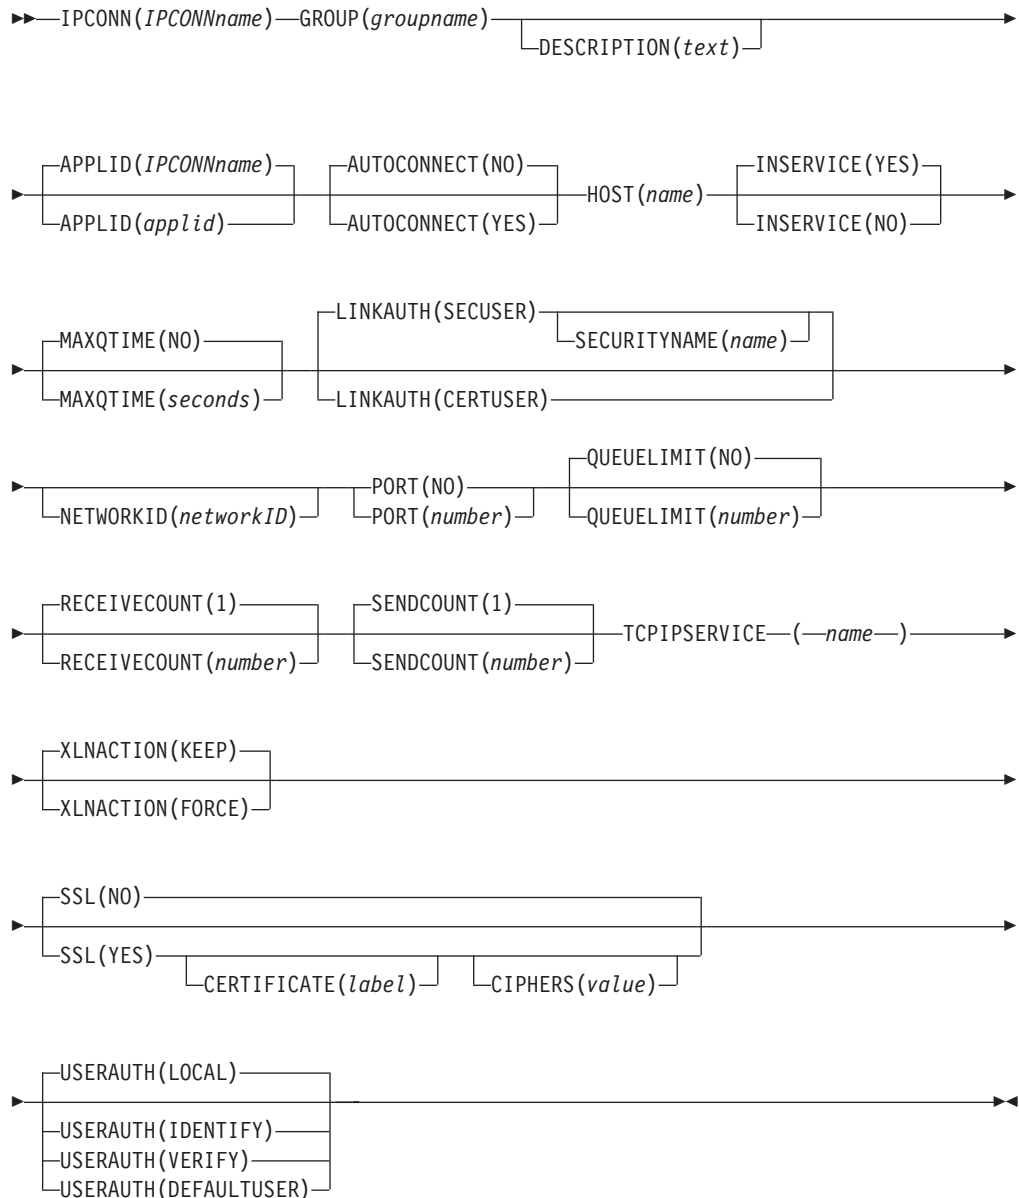 IPCONN(IPCONNname) GROUP(groupname)
DESCRIPTION(text)
APPLID(IPCONNname) AUTOCONNECT(NO) INSERVICE(YES)
HOST(name)
APPLID(applid) AUTOCONNECT(YES) INSERVICE(NO)
LINKAUTH(SECUSER)
MAXQTIME(NO) SECURITYNAME(name)
MAXQTIME(seconds) LINKAUTH(CERTUSER)
QUEUELIMIT(NO)
PORT(NO)
NETWORKID(networkID) PORT(number) QUEUELIMIT(number)
RECEIVECOUNT(1) SENDCOUNT(1)
TCPIPSERVICE ( name )
RECEIVECOUNT(number) SENDCOUNT(number)
XLNACTION(KEEP)
XLNACTION(FORCE)
SSL(NO)
SSL(YES)
CERTIFICATE(label) CIPHERS(value)
USERAUTH(LOCAL)
USERAUTH(IDENTIFY)
USERAUTH(VERIFY)
USERAUTH(DEFAULTUSER)